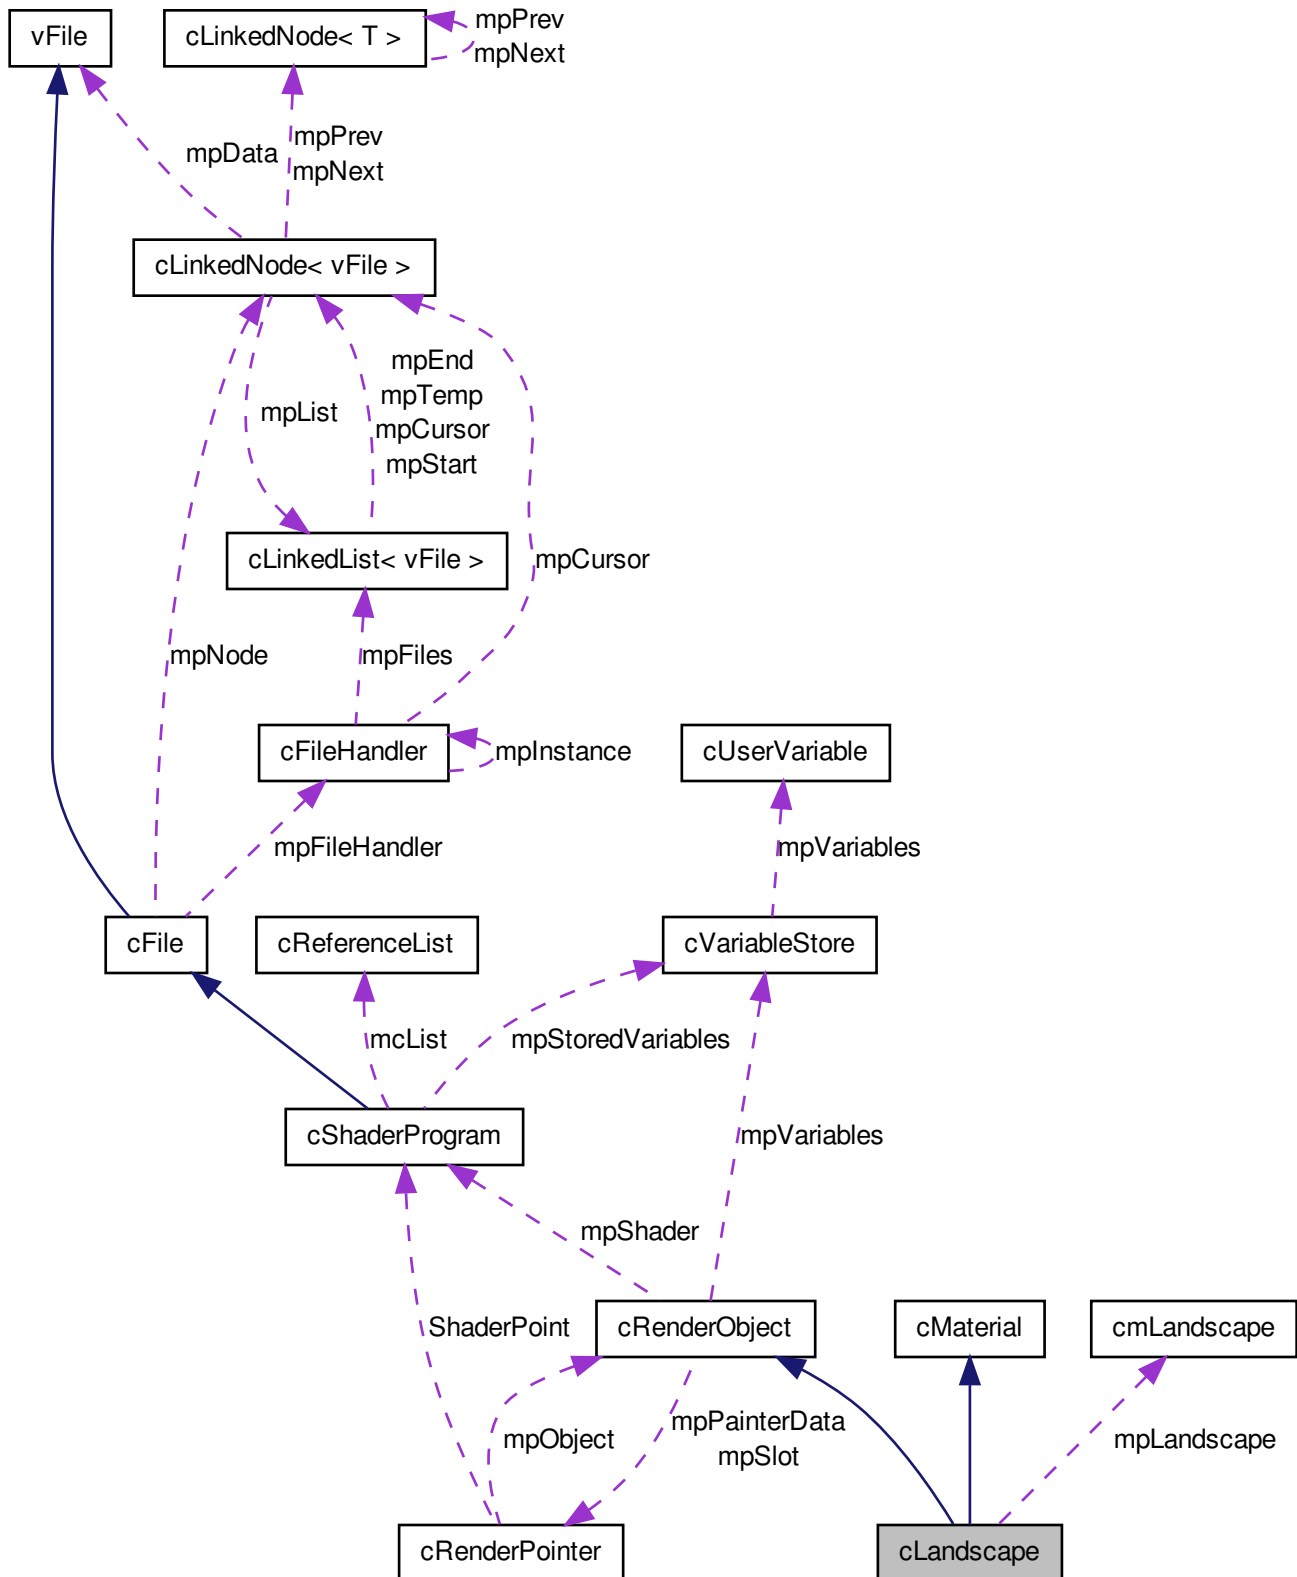 vFile
cLinkedNode< T >
mpPrev
mpNext
mpData
mpPrev
mpNext
cLinkedNode< vFile >
mpList
mpEnd
mpTemp
mpCursor
mpStart
cLinkedList< vFile >
mpCursor
mpNode
mpFiles
cFileHandler
mpInstance
cUserVariable
mpFileHandler
mpVariables
cFile
cReferenceList
cVariableStore
mcList
mpStoredVariables
cShaderProgram
mpVariables
mpShader
ShaderPoint
cRenderObject
cMaterial
cmLandscape
mpObject
mpPainterData
mpSlot
mpLandscape
cRenderPointer
cLandscape